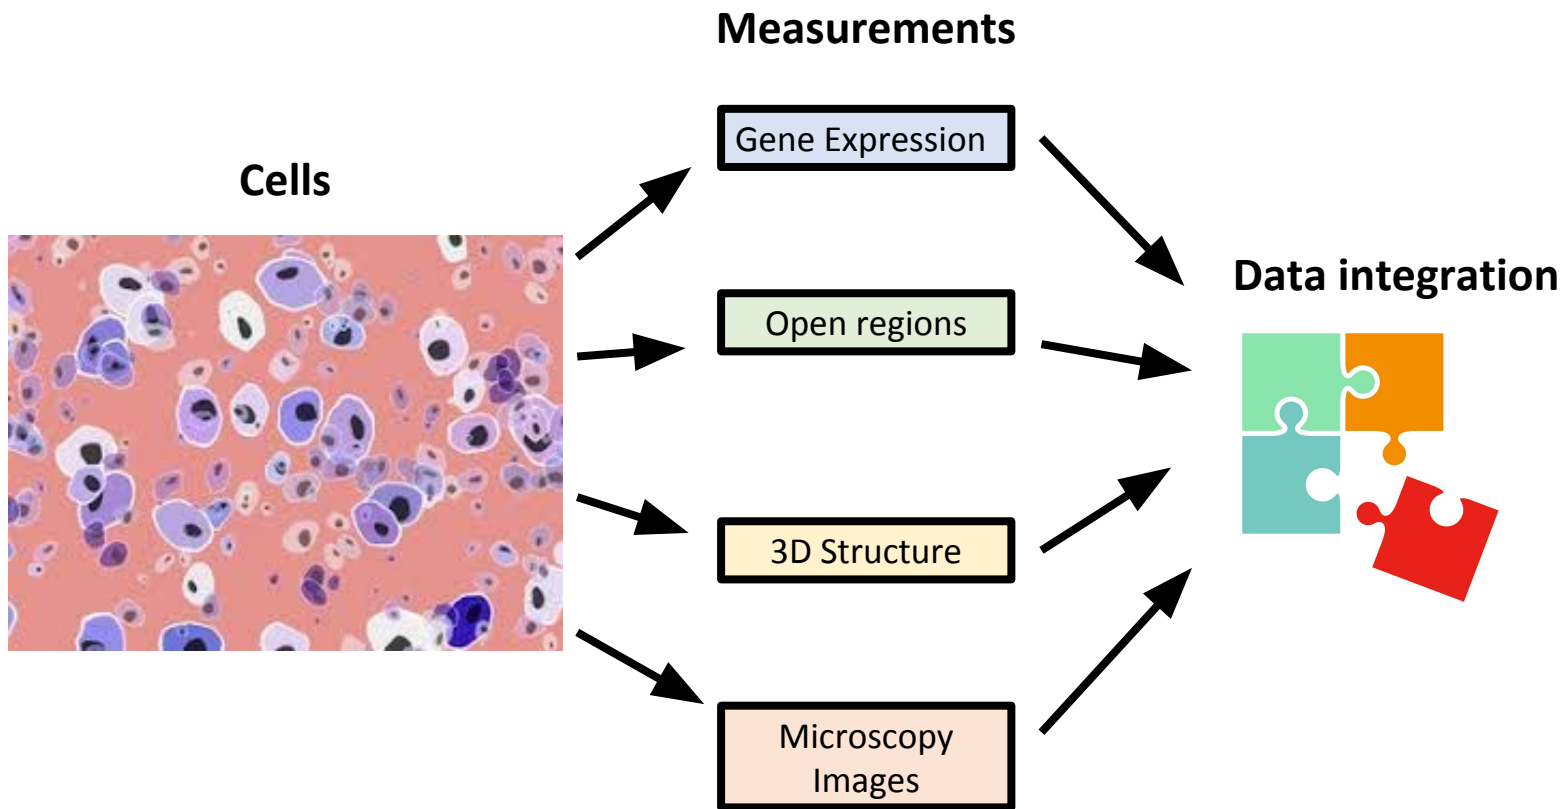 Measurements
Gene Expression
Cells
Open regions
Data integration
3D Structure
Microscopy
Images